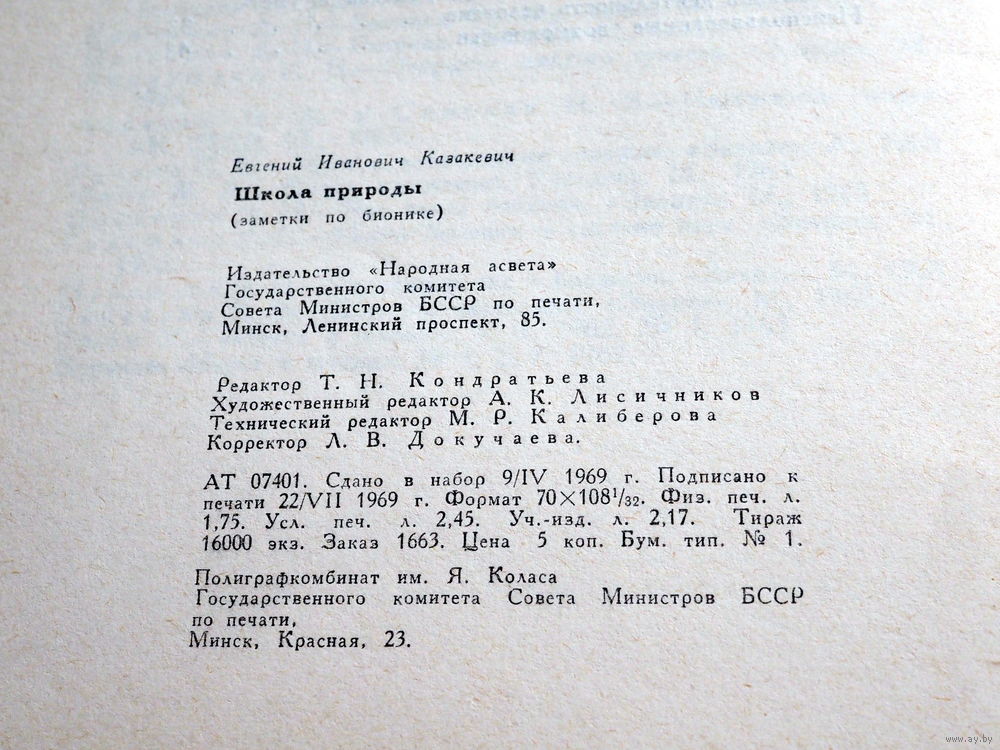 Евгений Иванович Казакевич
Школа природы
(заметки по бионике)
Издательство «Народная асвета»
Государственного комитета
Совета Министров БССР по печати,
Минск, Ленинский проспект, 85.
Редактор Т. Н. Кондратьева
Художественный редактор А. К. Лисичников
Технический редактор М. Р. Калиберова
Корректор Л. В. Докучаева.
АТ 07401. Сдано в набор 9/IV 1969 г. Подписано к
печати 22/VII 1969 г. Формат 70×108¹/₃₂. Физ. печ. л.
1,75. Усл. печ. л. 2,45. Уч.-изд. л. 2,17. Тираж
16000 экз. Заказ 1663. Цена 5 коп. Бум. тип. № 1.
Полиграфкомбинат им. Я. Коласа
Государственного комитета Совета Министров БССР
по печати,
Минск, Красная, 23.
www.ay.by